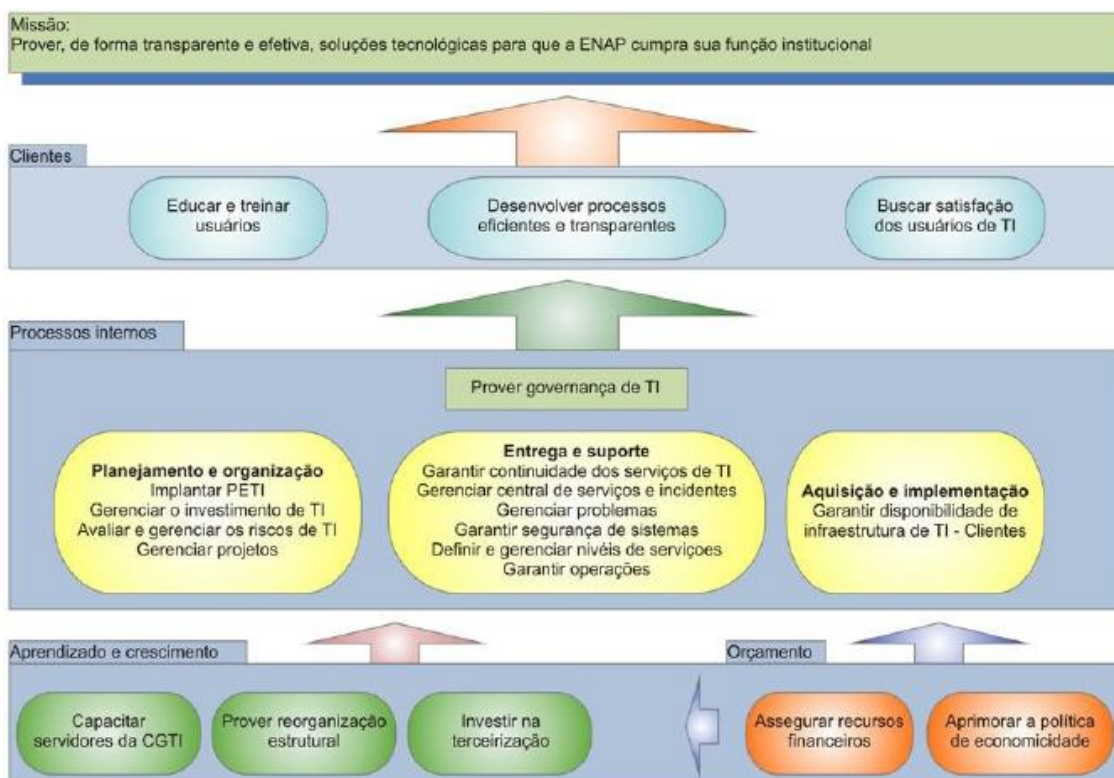 Missão:
Prover, de forma transparente e efetiva, soluções tecnológicas para que a ENAP cumpra sua função institucional
Clientes
Educar e treinar
usuários
Desenvolver processos
eficientes e transparentes
Buscar satisfação
dos usuários de TI
Processos internos
Prover governança de TI
Planejamento e organização
Implantar PETI
Gerenciar o investimento de TI
Avaliar e gerenciar os riscos de TI
Gerenciar projetos
Entrega e suporte
Garantir continuidade dos serviços de TI
Gerenciar central de serviços e incidentes
Gerenciar problemas
Garantir segurança de sistemas
Definir e gerenciar nivéis de serviçoes
Garantir operações
Aquisição e implementação
Garantir disponibilidade de
infraestrutura de TI - Clientes
Aprendizado e crescimento
Capacitar
servidores da CGTI
Prover reorganização
estrutural
Investir na
terceirização
Orçamento
Assegurar recursos
financeiros
Aprimorar a política
de economicidade